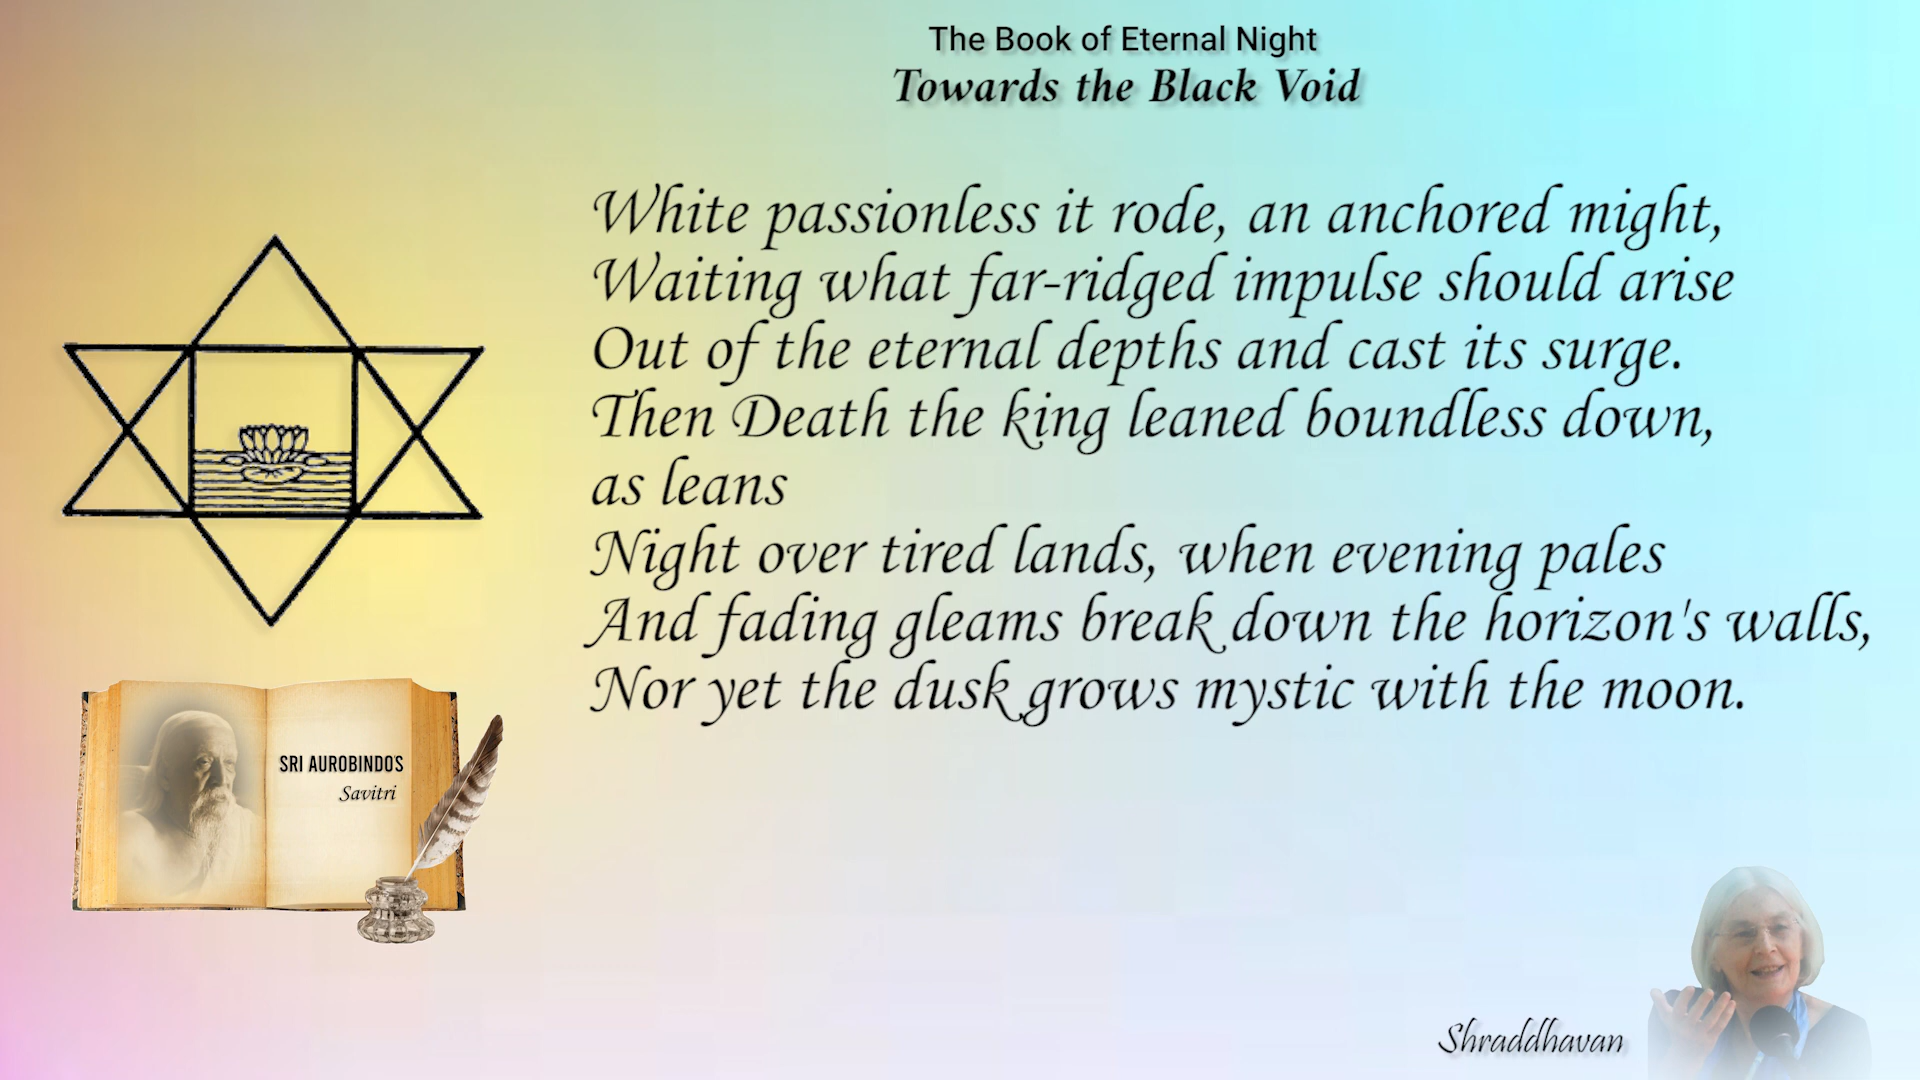 The Book of Eternal Night
Towards the Black Void
White passionless it rode, an anchored might,
Waiting what far-ridged impulse should arise
Out of the eternal depths and cast its surge.
Then Death the king leaned boundless down,
as leans
Night over tired lands, when evening pales
And fading gleams break down the horizon's walls,
Nor yet the dusk grows mystic with the moon.
SRI AUROBINDO'S
Savitri
Shraddhavan